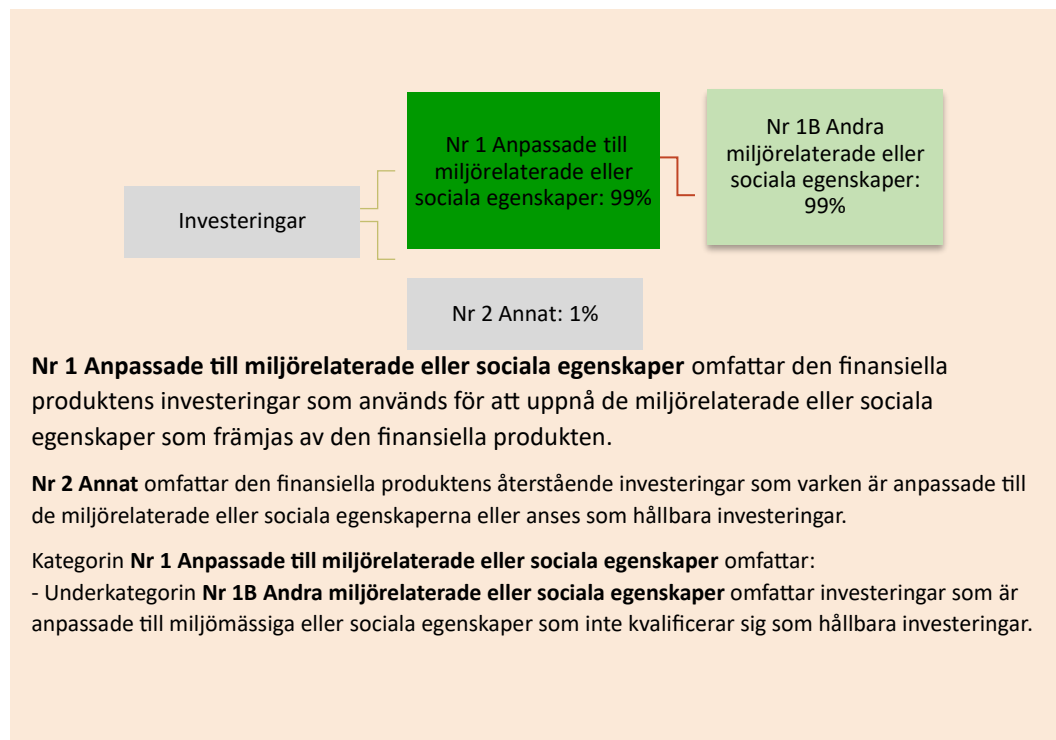 Nr 1 Anpassade till
miljörelaterade eller
sociala egenskaper: 99%
Nr 1B Andra
miljörelaterade eller
sociala egenskaper:
99%
Investeringar
Nr 2 Annat: 1%
Nr 1 Anpassade till miljörelaterade eller sociala egenskaper omfattar den finansiella
produktens investeringar som används för att uppnå de miljörelaterade eller sociala
egenskaper som främjas av den finansiella produkten.
Nr 2 Annat omfattar den finansiella produktens återstående investeringar som varken är anpassade till
de miljörelaterade eller sociala egenskaperna eller anses som hållbara investeringar.
Kategorin Nr 1 Anpassade till miljörelaterade eller sociala egenskaper omfattar:
- Underkategorin Nr 1B Andra miljörelaterade eller sociala egenskaper omfattar investeringar som är
anpassade till miljömässiga eller sociala egenskaper som inte kvalificerar sig som hållbara investeringar.